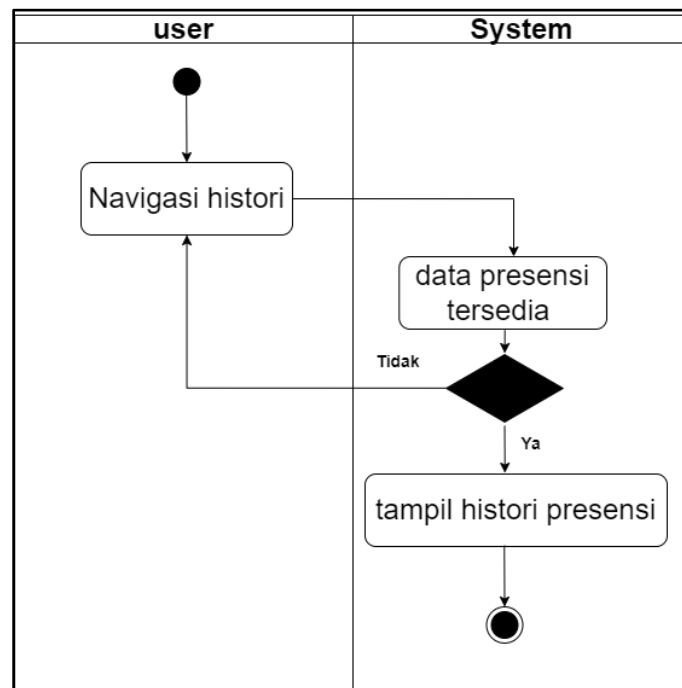 user
System
Navigasi histori
data presensi
tersedia
Tidak
Ya
tampil histori presensi